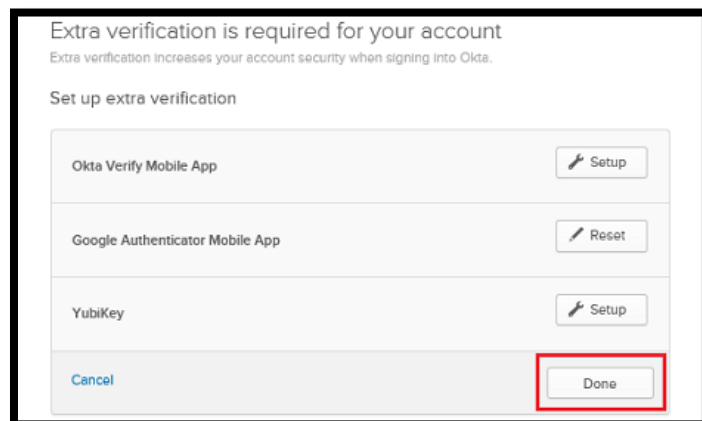 Extra verification is required for your account
Extra verification increases your account security when signing into Okta.
Set up extra verification
Okta Verify Mobile App
Setup
Google Authenticator Mobile App
Reset
YubiKey
Setup
Cancel
Done